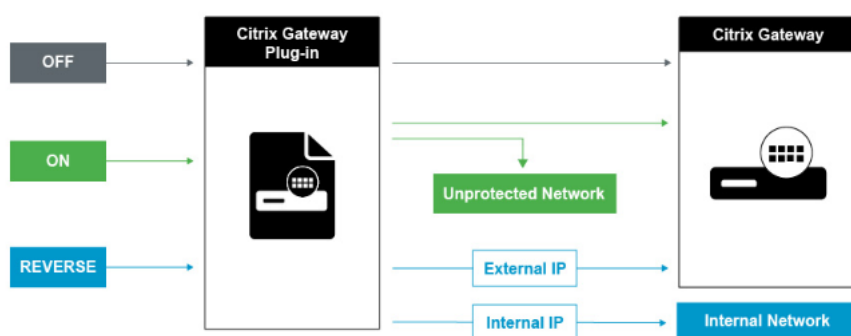 Citrix Gateway
Plug-in
Citrix Gateway
OFF
ON
Unprotected Network
REVERSE
External IP
Internal IP
Internal Network